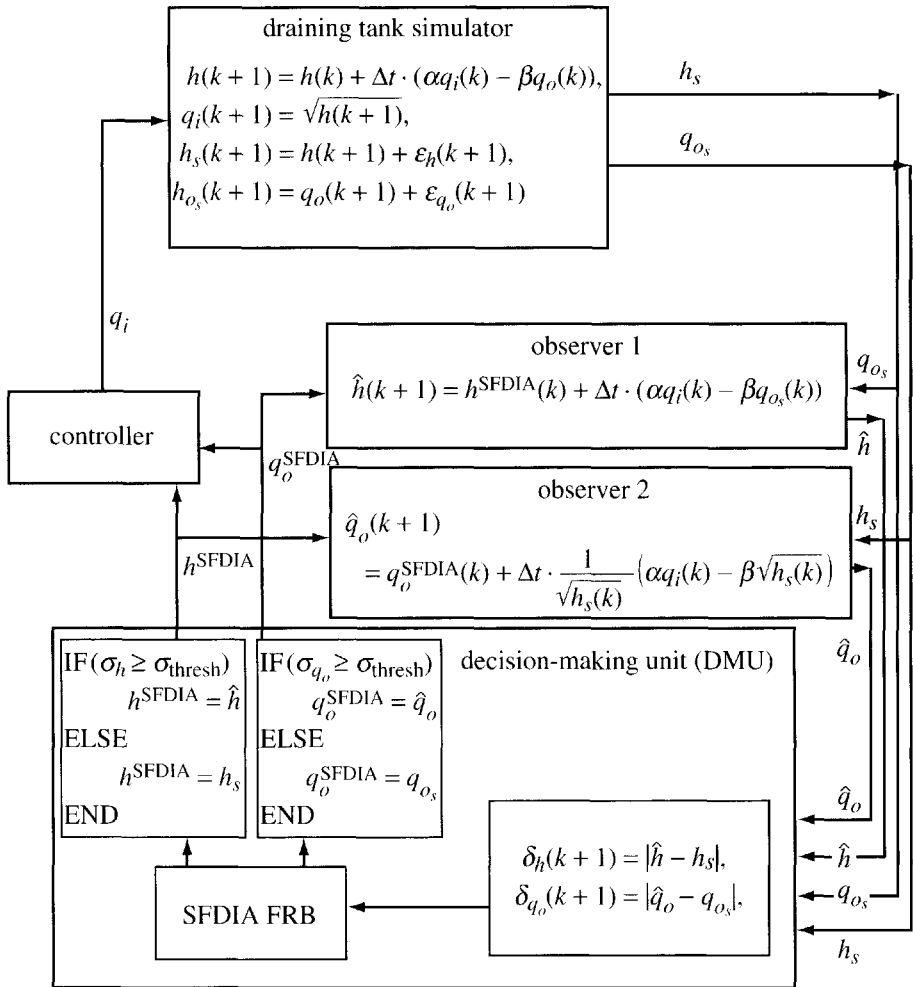 draining tank simulator
h(k + 1) = h(k) + Δt · (αq_i(k) − βq_o(k)),
q_i(k + 1) = √h(k + 1),
h_s(k + 1) = h(k + 1) + ε_h(k + 1),
h_{o_s}(k + 1) = q_o(k + 1) + ε_{q_o}(k + 1)
h_s
q_{o_s}
q_i
observer 1
ĥ(k + 1) = h^SFDIA(k) + Δt · (αq_i(k) − βq_{o_s}(k))
q_{o_s}
ĥ
controller
q_o^SFDIA
observer 2
q̂_o(k + 1)
= q_o^SFDIA(k) + Δt · 1/√h_s(k) (αq_i(k) − β√h_s(k))
h_s
h^SFDIA
q̂_o
decision-making unit (DMU)
IF(σ_h ≥ σ_thresh)
h^SFDIA = ĥ
ELSE
h^SFDIA = h_s
END
IF(σ_{q_o} ≥ σ_thresh)
q_o^SFDIA = q̂_o
ELSE
q_o^SFDIA = q_{o_s}
END
SFDIA FRB
δ_h(k + 1) = |ĥ − h_s|,
δ_{q_o}(k + 1) = |q̂_o − q_{o_s}|,
q̂_o
ĥ
q_{o_s}
h_s